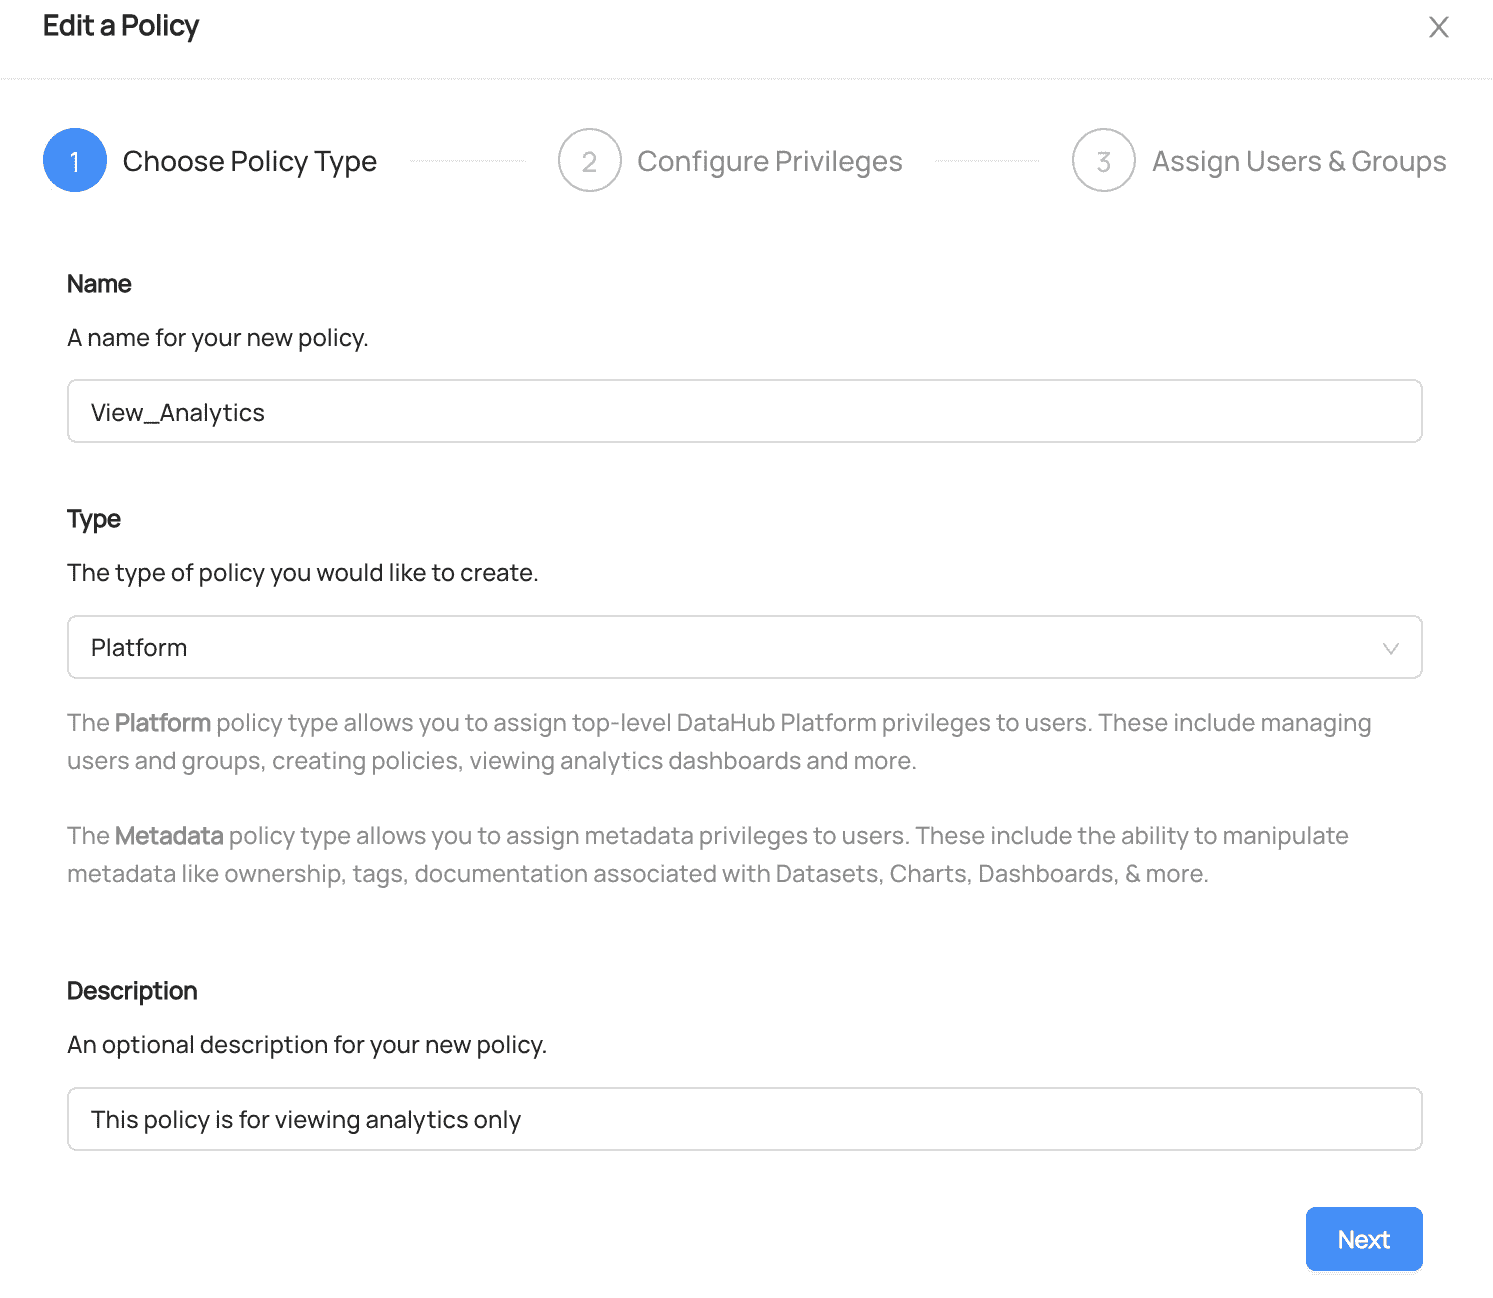 Edit a Policy
1 Choose Policy Type
2 Configure Privileges
3 Assign Users & Groups
Name
A name for your new policy.
View_Analytics
Type
The type of policy you would like to create.
Platform
The Platform policy type allows you to assign top-level DataHub Platform privileges to users. These include managing
users and groups, creating policies, viewing analytics dashboards and more.
The Metadata policy type allows you to assign metadata privileges to users. These include the ability to manipulate
metadata like ownership, tags, documentation associated with Datasets, Charts, Dashboards, & more.
Description
An optional description for your new policy.
This policy is for viewing analytics only
Next